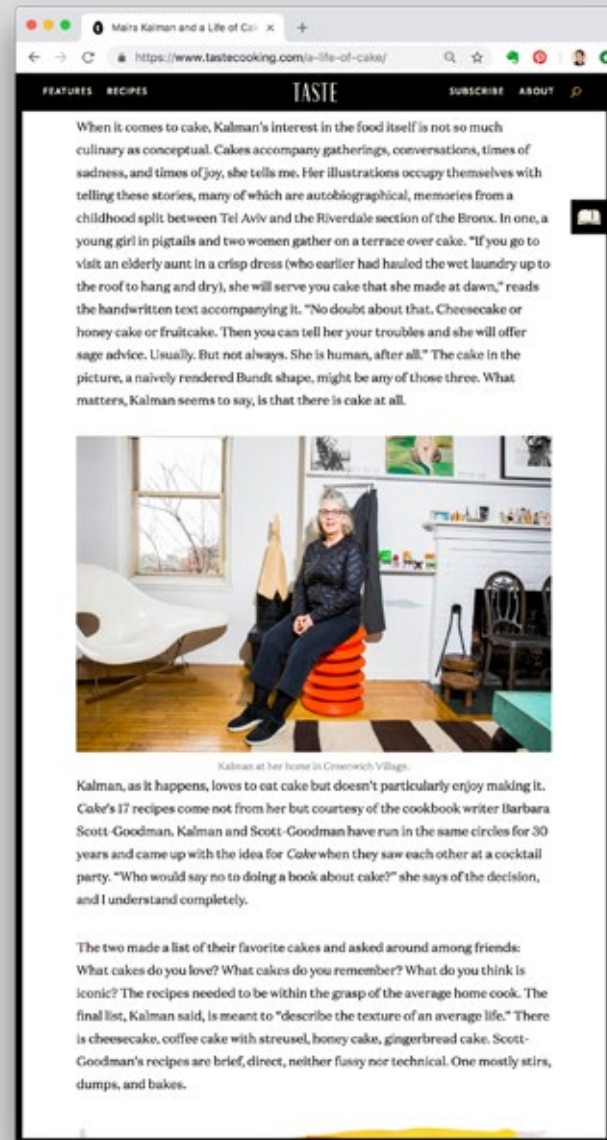 Maira Kalman and a Life of Ca
https://www.tastecooking.com/a-life-of-cake/
FEATURES RECIPES TASTE SUBSCRIBE ABOUT
When it comes to cake, Kalman's interest in the food itself is not so much
culinary as conceptual. Cakes accompany gatherings, conversations, times of
sadness, and times of joy, she tells me. Her illustrations occupy themselves with
telling these stories, many of which are autobiographical, memories from a
childhood split between Tel Aviv and the Riverdale section of the Bronx. In one, a
young girl in pigtails and two women gather on a terrace over cake. “If you go to
visit an elderly aunt in a crisp dress (who earlier had hauled the wet laundry up to
the roof to hang and dry), she will serve you cake that she made at dawn,” reads
the handwritten text accompanying it. “No doubt about that. Cheesecake or
honey cake or fruitcake. Then you can tell her your troubles and she will offer
sage advice. Usually. But not always. She is human, after all.” The cake in the
picture, a naively rendered Bundt shape, might be any of those three. What
matters, Kalman seems to say, is that there is cake at all.
Kalman at her home in Greenwich Village.
Kalman, as it happens, loves to eat cake but doesn't particularly enjoy making it.
Cake's 17 recipes come not from her but courtesy of the cookbook writer Barbara
Scott-Goodman. Kalman and Scott-Goodman have run in the same circles for 30
years and came up with the idea for Cake when they saw each other at a cocktail
party. “Who would say no to doing a book about cake?” she says of the decision,
and I understand completely.
The two made a list of their favorite cakes and asked around among friends:
What cakes do you love? What cakes do you remember? What do you think is
iconic? The recipes needed to be within the grasp of the average home cook. The
final list, Kalman said, is meant to “describe the texture of an average life.” There
is cheesecake, coffee cake with streusel, honey cake, gingerbread cake. Scott-
Goodman's recipes are brief, direct, neither fussy nor technical. One mostly stirs,
dumps, and bakes.